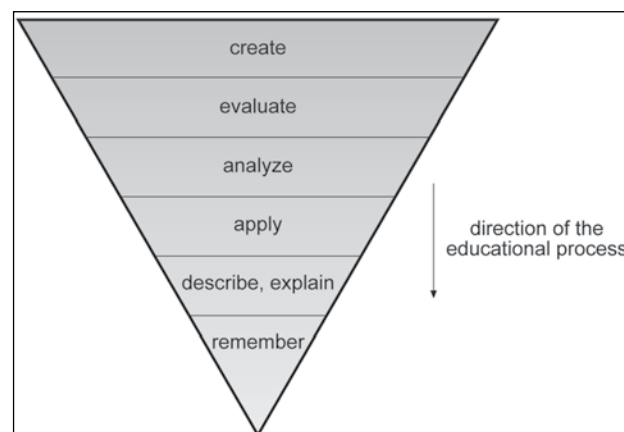 create
evaluate
analyze
apply
describe, explain
remember
direction of the
educational process